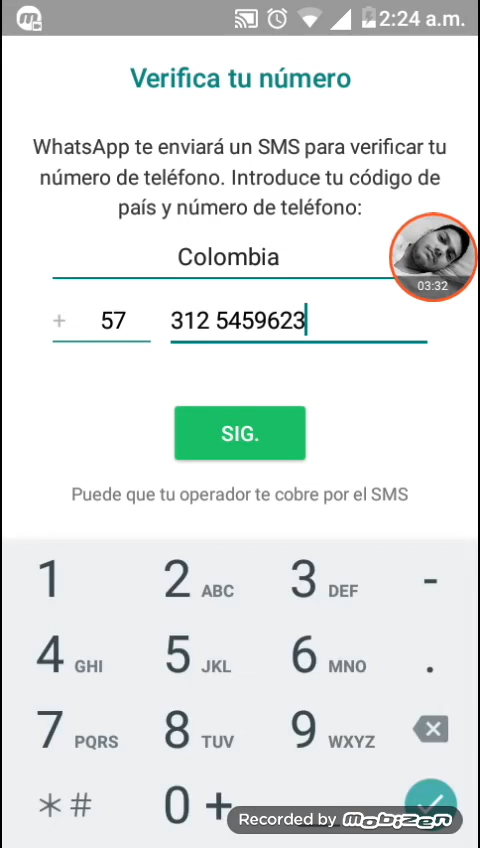 2:24 a.m.
Verifica tu número
WhatsApp te enviará un SMS para verificar tu
número de teléfono. Introduce tu código de
país y número de teléfono:
Colombia
03:32
+ 57 312 5459623
SIG.
Puede que tu operador te cobre por el SMS
1 2 ABC 3 DEF -
4 GHI 5 JKL 6 MNO .
7 PQRS 8 TUV 9 WXYZ
*# 0 +
Recorded by mobizen